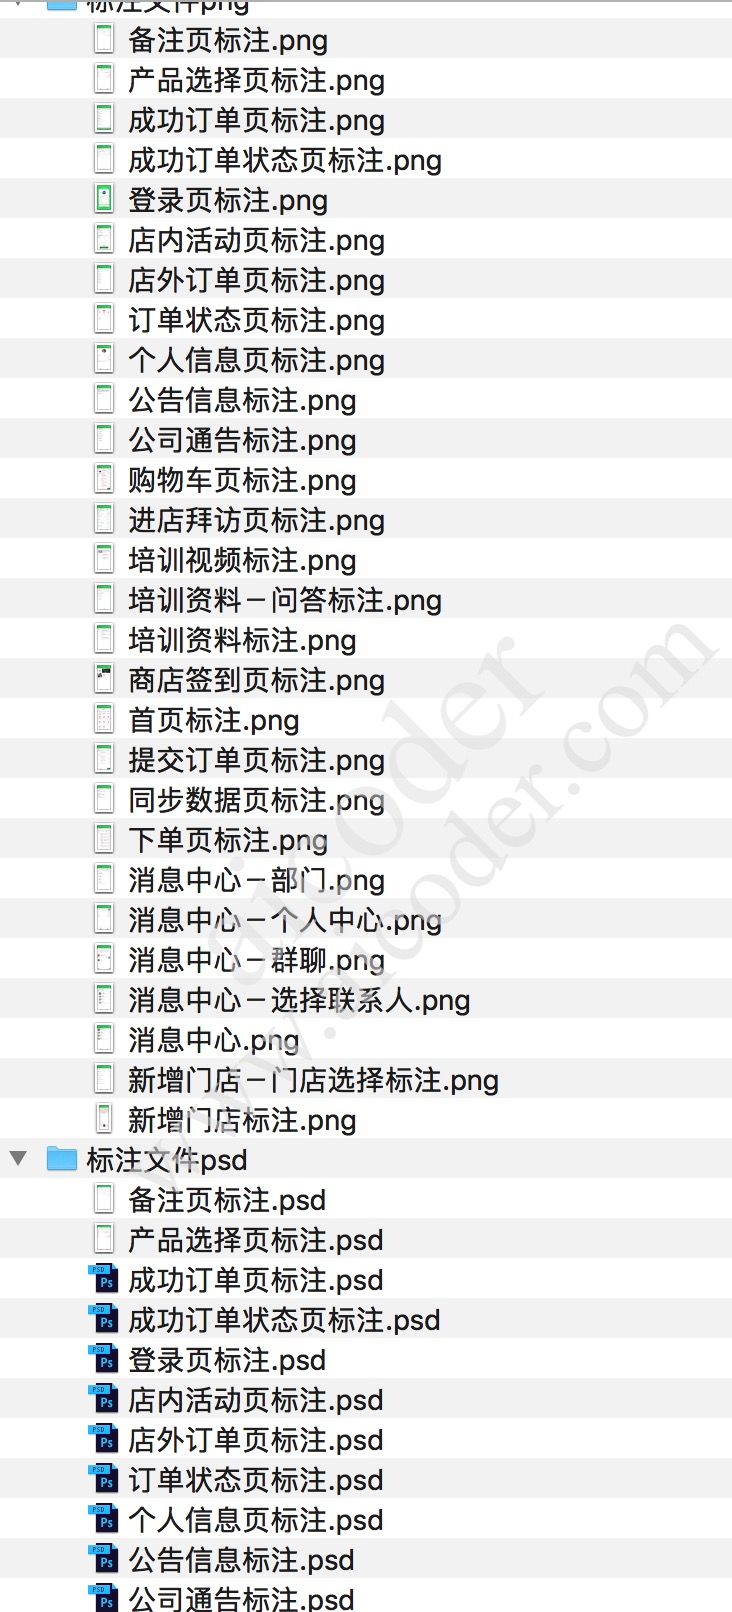 标注文件png
备注页标注.png
产品选择页标注.png
成功订单页标注.png
成功订单状态页标注.png
登录页标注.png
店内活动页标注.png
店外订单页标注.png
订单状态页标注.png
个人信息页标注.png
公告信息标注.png
公司通告标注.png
购物车页标注.png
进店拜访页标注.png
培训视频标注.png
培训资料－问答标注.png
培训资料标注.png
商店签到页标注.png
首页标注.png
提交订单页标注.png
同步数据页标注.png
下单页标注.png
消息中心－部门.png
消息中心－个人中心.png
消息中心－群聊.png
消息中心－选择联系人.png
消息中心.png
新增门店－门店选择标注.png
新增门店标注.png
标注文件psd
备注页标注.psd
产品选择页标注.psd
成功订单页标注.psd
成功订单状态页标注.psd
登录页标注.psd
店内活动页标注.psd
店外订单页标注.psd
订单状态页标注.psd
个人信息页标注.psd
公告信息标注.psd
公司通告标注.psd
aicoder
www.aicoder.com